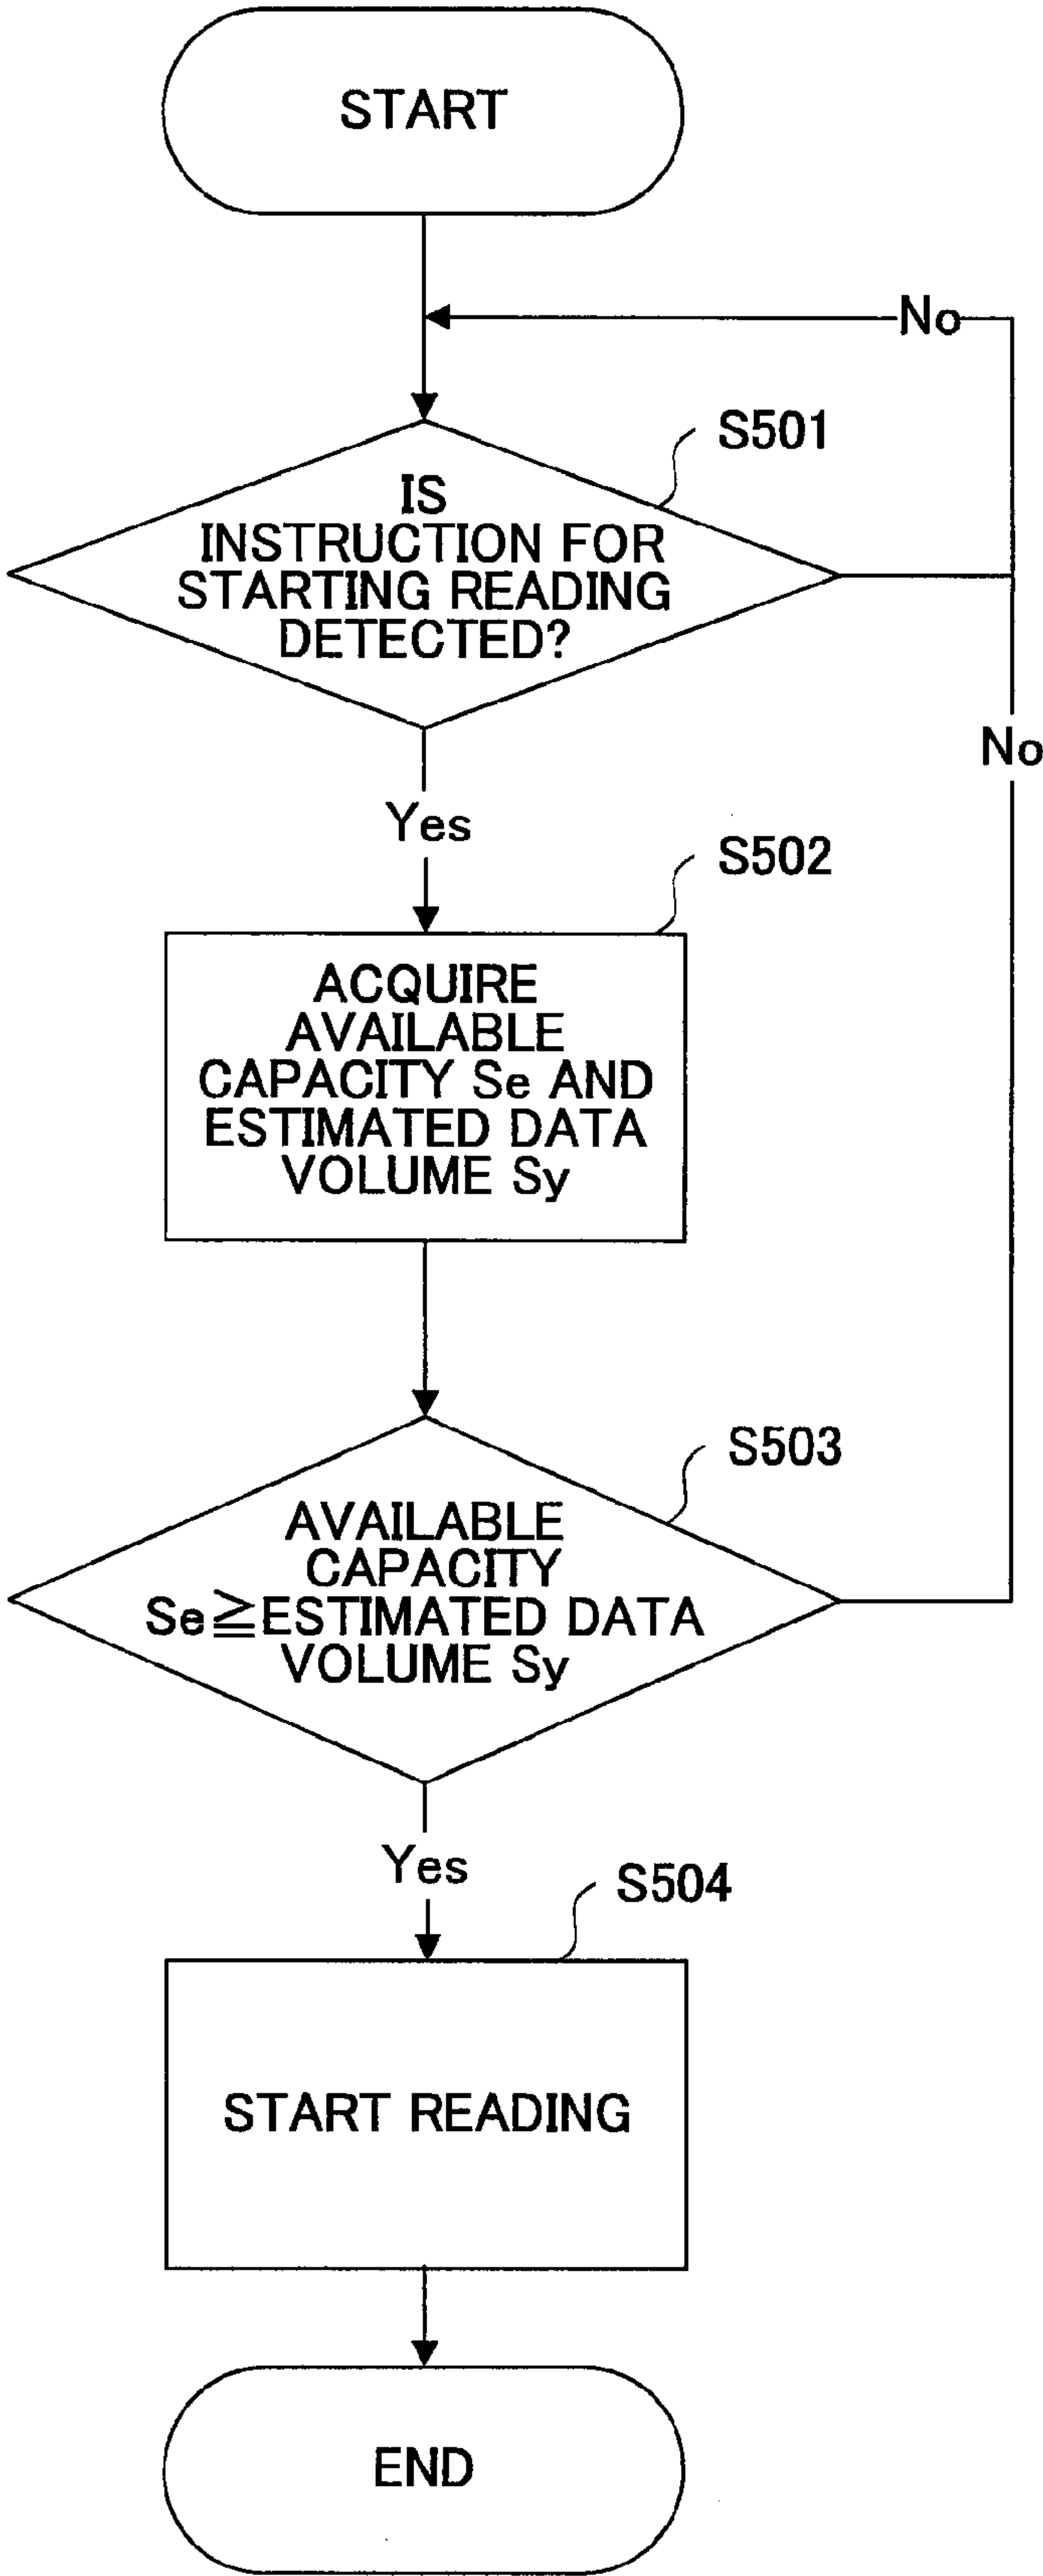 START
No
S501
IS
INSTRUCTION FOR
STARTING READING
DETECTED?
No
Yes
S502
ACQUIRE
AVAILABLE
CAPACITY Se AND
ESTIMATED DATA
VOLUME Sy
S503
AVAILABLE
CAPACITY
Se≧ESTIMATED DATA
VOLUME Sy
Yes
S504
START READING
END